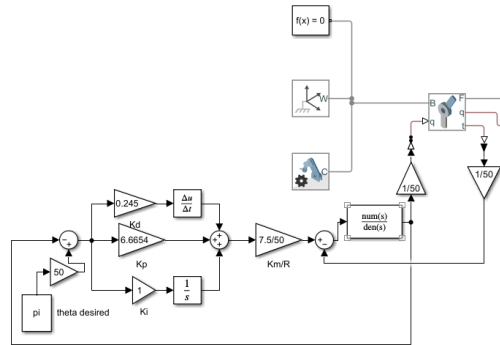 f(x) = 0
W
C
B
q
F
q
t
1/50
1/50
0.245
Kd
Δu
Δt
6.6654
Kp
7.5/50
Km/R
num(s)
den(s)
50
1
Ki
1
s
pi
theta desired